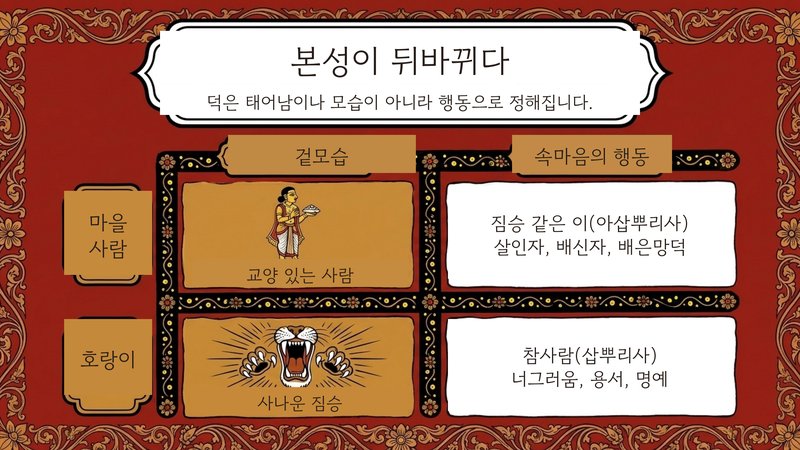 본성이 뒤바뀌다
덕은 태어남이나 모습이 아니라 행동으로 정해집니다.
겉모습
속마음의 행동
마을
사람
교양 있는 사람
짐승 같은 이(아삽뿌리사)
살인자, 배신자, 배은망덕
호랑이
사나운 짐승
참사람(삽뿌리사)
너그러움, 용서, 명예